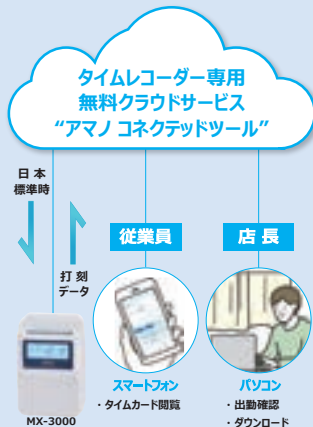 タイムレコーダー専用
無料クラウドサービス
“アマノ コネクテッドツール”
日 本
標準時
打 刻
データ
MX-3000
従業員
スマートフォン
・タイムカード閲覧
店 長
パソコン
・出勤確認
・ダウンロード